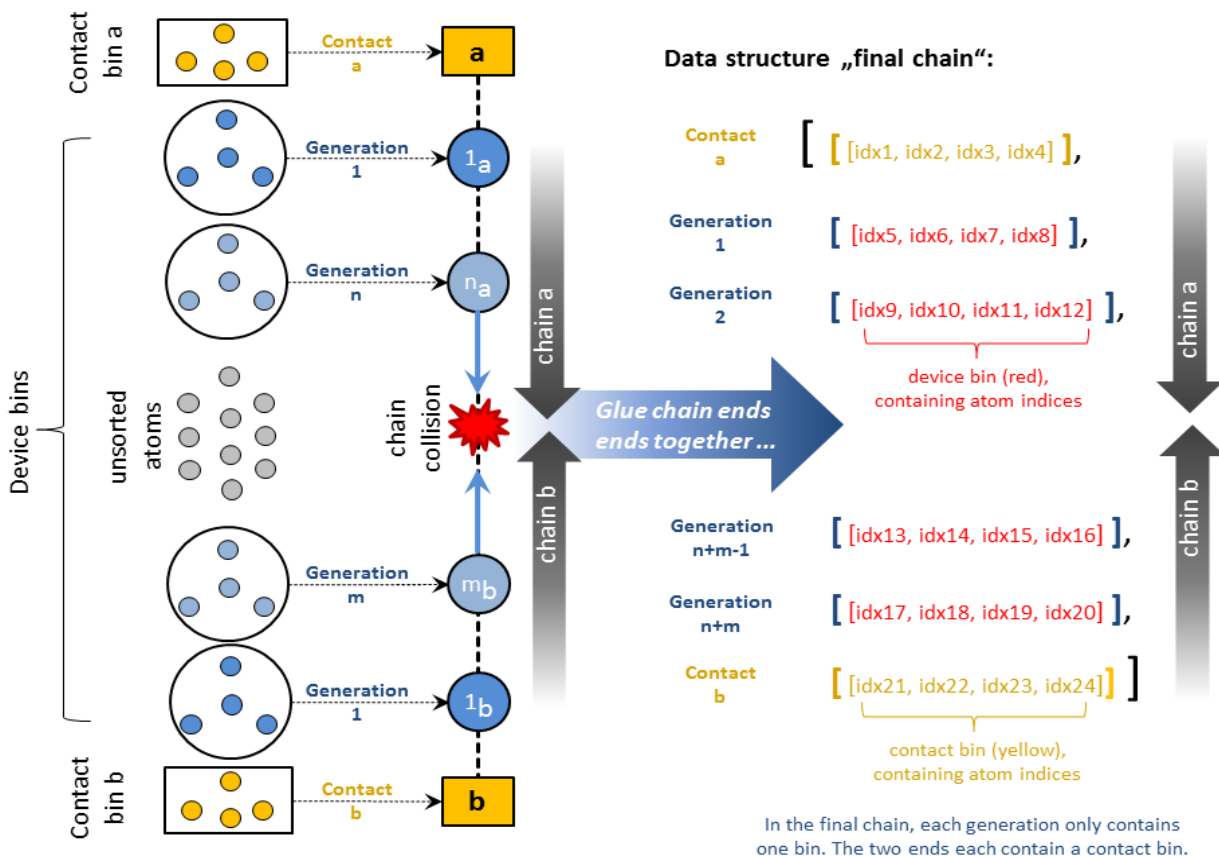 Contact
bin a
Contact
a
a
Device bins
Generation
1
1a
Generation
n
na
unsorted
atoms
chain
collision
Generation
m
mb
Generation
1
1b
Contact
bin b
Contact
b
b
chain a
chain b
Glue chain ends
ends together ...
Data structure „final chain“:
Contact
a
[ [ [idx1, idx2, idx3, idx4] ],
Generation
1
[ [idx5, idx6, idx7, idx8] ],
Generation
2
[ [idx9, idx10, idx11, idx12] ],
device bin (red),
containing atom indices
Generation
n+m-1
[ [idx13, idx14, idx15, idx16] ],
Generation
n+m
[ [idx17, idx18, idx19, idx20] ],
Contact
b
[ [idx21, idx22, idx23, idx24] ] ]
contact bin (yellow),
containing atom indices
chain a
chain b
In the final chain, each generation only contains
one bin. The two ends each contain a contact bin.